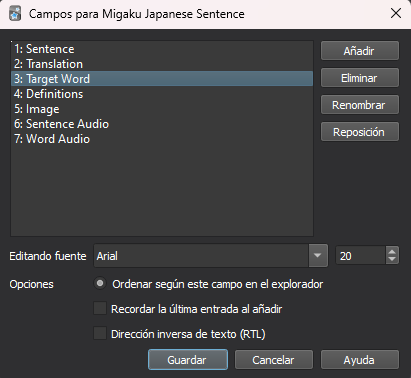 Campos para Migaku Japanese Sentence
1: Sentence
2: Translation
3: Target Word
4: Definitions
5: Image
6: Sentence Audio
7: Word Audio
Añadir
Eliminar
Renombrar
Reposición
Editando fuente Arial 20
Opciones Ordenar según este campo en el explorador
Recordar la última entrada al añadir
Dirección inversa de texto (RTL)
Guardar Cancelar Ayuda